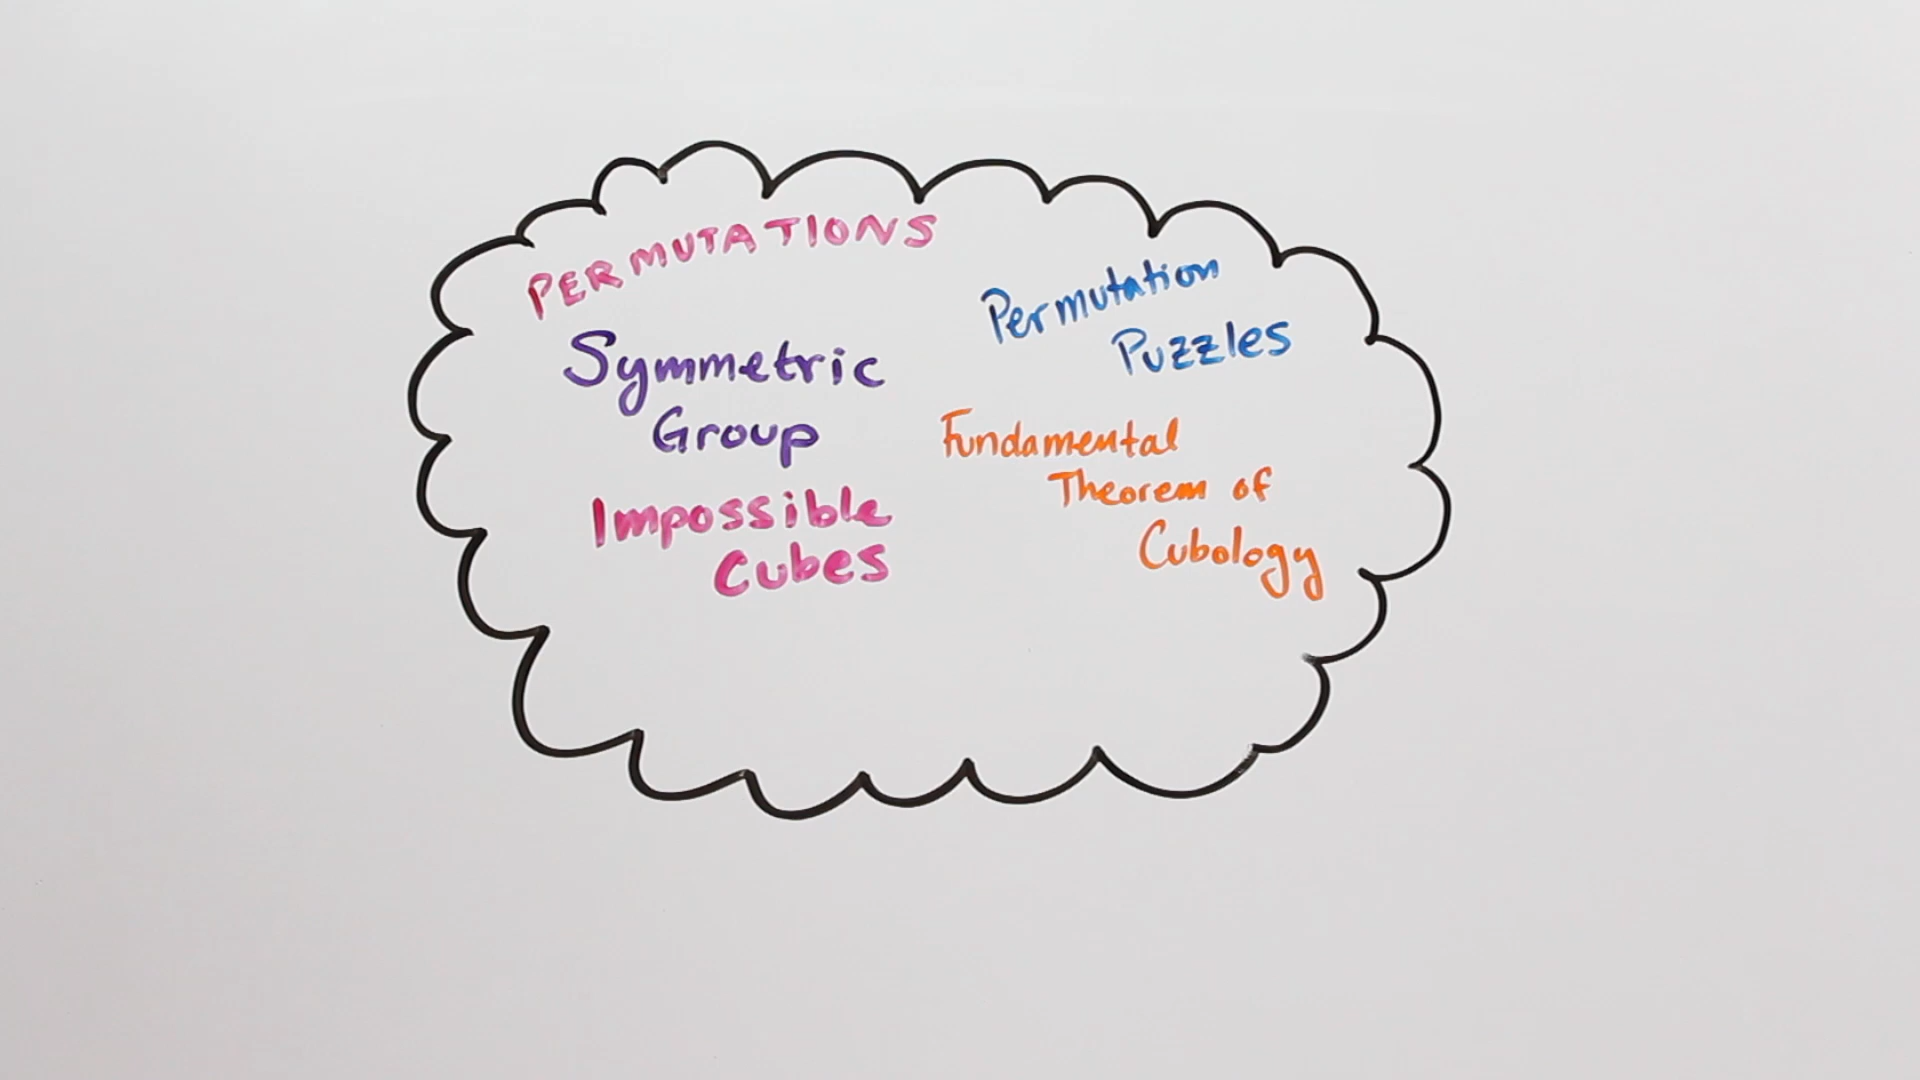 PERMUTATIONS
Symmetric
Group
Impossible
Cubes
Permutation
Puzzles
Fundamental
Theorem of
Cubology